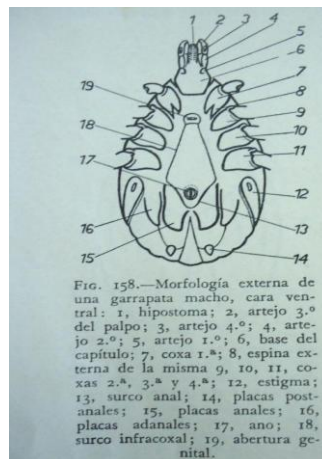 1
2
3
4
5
6
7
8
9
10
11
12
13
14
15
16
17
18
19
FIG. 158.—Morfología externa de
una garrapata macho, cara ven-
tral: 1, hipostoma; 2, artejo 3.º
del palpo; 3, artejo 4.º; 4, arte-
jo 2.º; 5, artejo 1.º; 6, base del
capítulo; 7, coxa 1.ª; 8, espina ex-
terna de la misma 9, 10, 11, co-
xas 2.ª, 3.ª y 4.ª; 12, estigma;
13, surco anal; 14, placas post-
anales; 15, placas anales; 16,
placas adanales; 17, ano; 18,
surco infracoxal; 19, abertura ge-
nital.